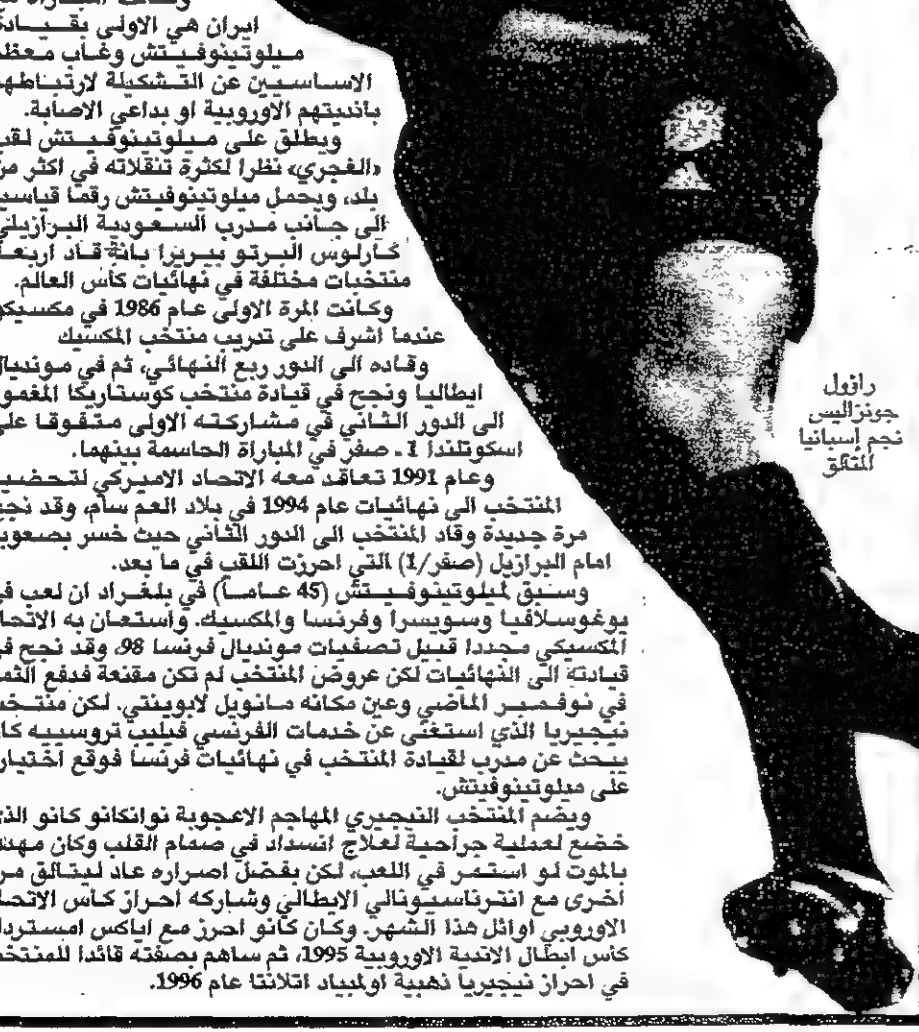 ايران هي الاولى بقيادة
ميلوتينوفيتش وغاب معظم
الاساسيين عن التشكيلة لارتباطهم
بانديتهم الاوروبية او بداعي الاصابة.
ويطلق على ميلوتينوفيتش لقب
«الغجري» نظرا لكثرة تنقلاته في اكثر من
بلد، ويحمل ميلوتينوفيتش رقما قياسيا
الى جانب مدرب السعودية البرازيلي
كارلوس البرتو بيريرا بانه قاد اربعة
منتخبات مختلفة في نهائيات كأس العالم.
وكانت المرة الاولى عام 1986 في مكسيكو
عندما اشرف على تدريب منتخب المكسيك
وقاده الى الدور ربع النهائي، ثم في مونديال
ايطاليا ونجح في قيادة منتخب كوستاريكا المغمور
الى الدور الثاني في مشاركته الاولى متفوقا على
اسكوتلندا 1 ـ صفر في المباراة الحاسمة بينهما.
وعام 1991 تعاقد معه الاتحاد الاميركي لتحضير
المنتخب الى نهائيات عام 1994 في بلاد العم سام، وقد نجح
مرة جديدة وقاد المنتخب الى الدور الثاني حيث خسر بصعوبة
امام البرازيل (صفر/1) التي احرزت اللقب في ما بعد.
وسبق لميلوتينوفيتش (45 عاما) في بلغراد ان لعب في
يوغوسلافيا وسويسرا وفرنسا والمكسيك. واستعان به الاتحاد
المكسيكي مجددا قبيل تصفيات مونديال فرنسا 98، وقد نجح في
قيادته الى النهائيات لكن عروض المنتخب لم تكن مقنعة فدفع الثمن
في نوفمبر الماضي وعين مكانه مانويل لابوينتي. لكن منتخب
نيجيريا الذي استغنى عن خدمات الفرنسي فيليب تروسييه كان
يبحث عن مدرب لقيادة المنتخب في نهائيات فرنسا فوقع اختياره
على ميلوتينوفيتش.
ويضم المنتخب النيجيري المهاجم الاعجوبة نوانكانو كانو الذي
خضع لعملية جراحية لعلاج انسداد في صمام القلب وكان مهددا
بالموت لو استمر في اللعب، لكن بفضل اصراره عاد ليتالق مرة
اخرى مع انترناسيونالي الايطالي وشاركه احراز كأس الاتحاد
الاوروبي اوائل هذا الشهر. وكان كانو احرز مع اياكس امستردام
كأس ابطال الاندية الاوروبية 1995، ثم ساهم بصفته قائدا للمنتخب
في احراز نيجيريا ذهبية اولمبياد اتلانتا عام 1996.
راؤول
جونزاليس
نجم إسبانيا
المتألق